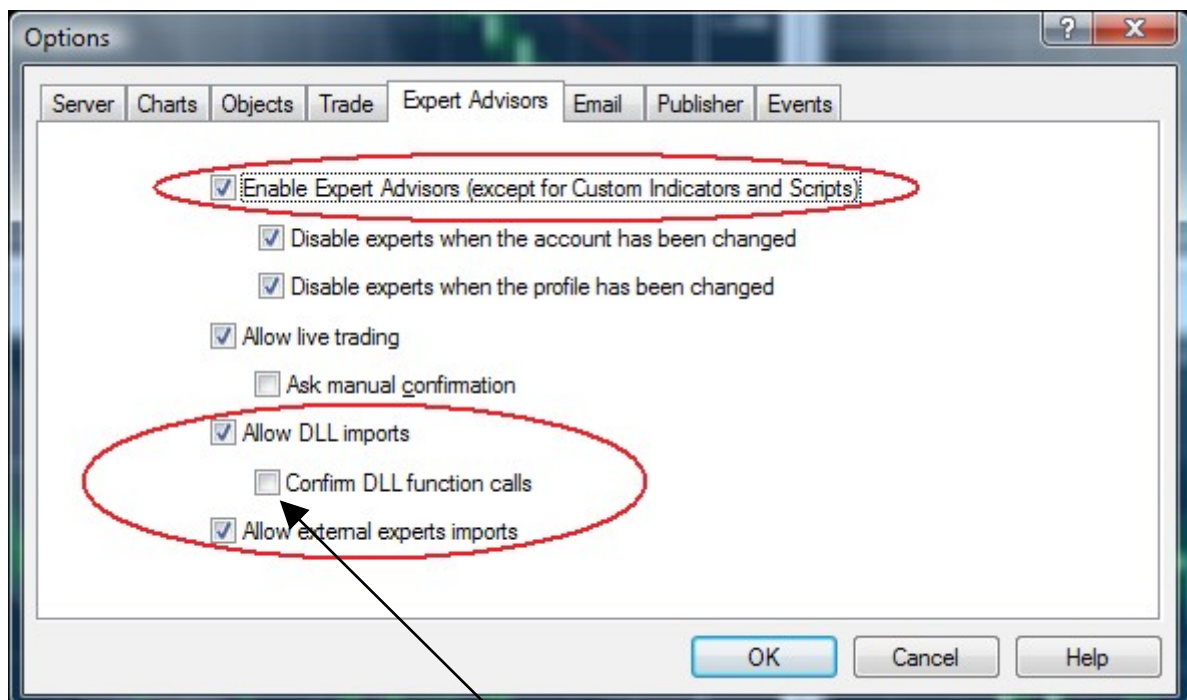 Options
?
X
Server Charts Objects Trade Expert Advisors Email Publisher Events
Enable Expert Advisors (except for Custom Indicators and Scripts)
Disable experts when the account has been changed
Disable experts when the profile has been changed
Allow live trading
Ask manual confirmation
Allow DLL imports
Confirm DLL function calls
Allow external experts imports
OK Cancel Help